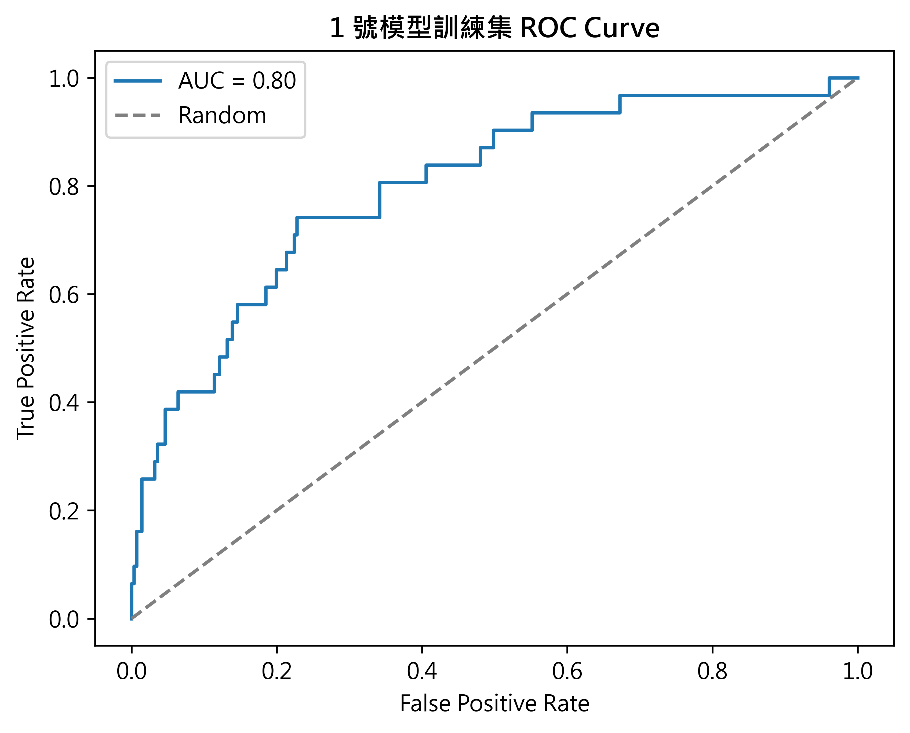 1 號模型訓練集 ROC Curve
AUC = 0.80
Random
True Positive Rate
1.0
0.8
0.6
0.4
0.2
0.0
0.0 0.2 0.4 0.6 0.8 1.0
False Positive Rate